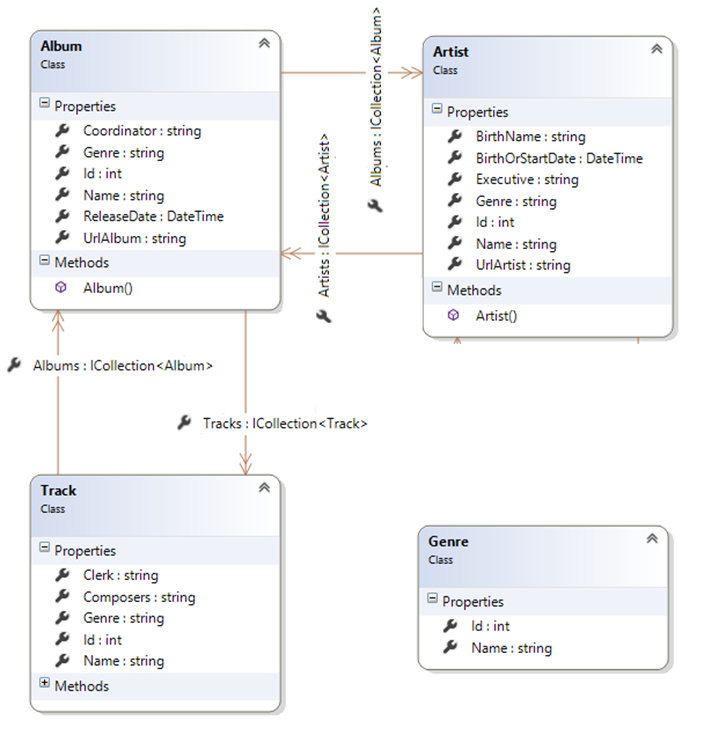 Album
Class
Properties
Coordinator : string
Genre : string
Id : int
Name : string
ReleaseDate : DateTime
UrlAlbum : string
Methods
Album()
Albums : ICollection<Album>
Artists : ICollection<Artist>
Artist
Class
Properties
BirthName : string
BirthOrStartDate : DateTime
Executive : string
Genre : string
Id : int
Name : string
UrlArtist : string
Methods
Artist()
Albums : ICollection<Album>
Tracks : ICollection<Track>
Track
Class
Properties
Clerk : string
Composers : string
Genre : string
Id : int
Name : string
Methods
Genre
Class
Properties
Id : int
Name : string